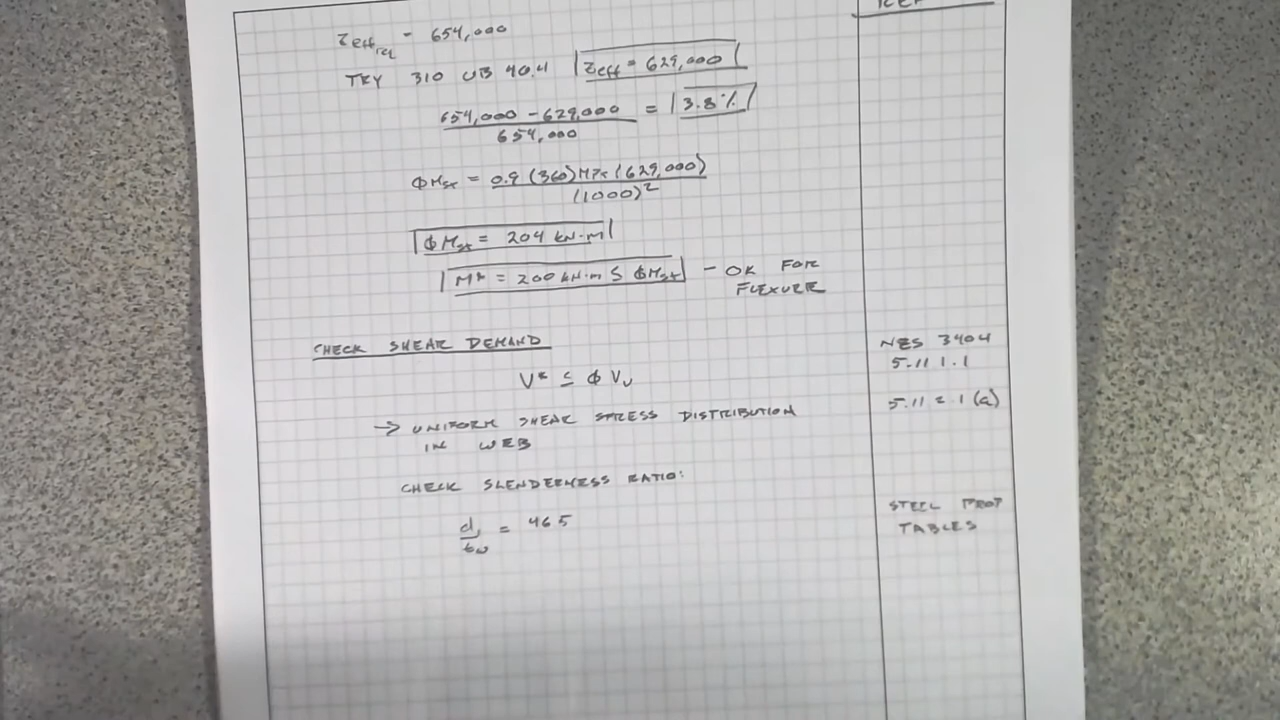 REF
Zeff req = 654,000
TRY 310 UB 40.4 Zeff = 629,000
654,000 - 629,000 = 3.8%
654,000
ϕMsx = 0.9 (360)MPa (629,000)
(1000)²
ϕMsx = 204 kN·m
M* = 200 kN·m ≤ ϕMsx - OK FOR
FLEXURE
CHECK SHEAR DEMAND NZS 3404
5.11 1.1
V* ≤ ϕ Vv
→ UNIFORM SHEAR STRESS DISTRIBUTION 5.11 2.1 (a)
IN WEB
CHECK SLENDERNESS RATIO:
d1 = 46.5 STEEL PROP
tw TABLES